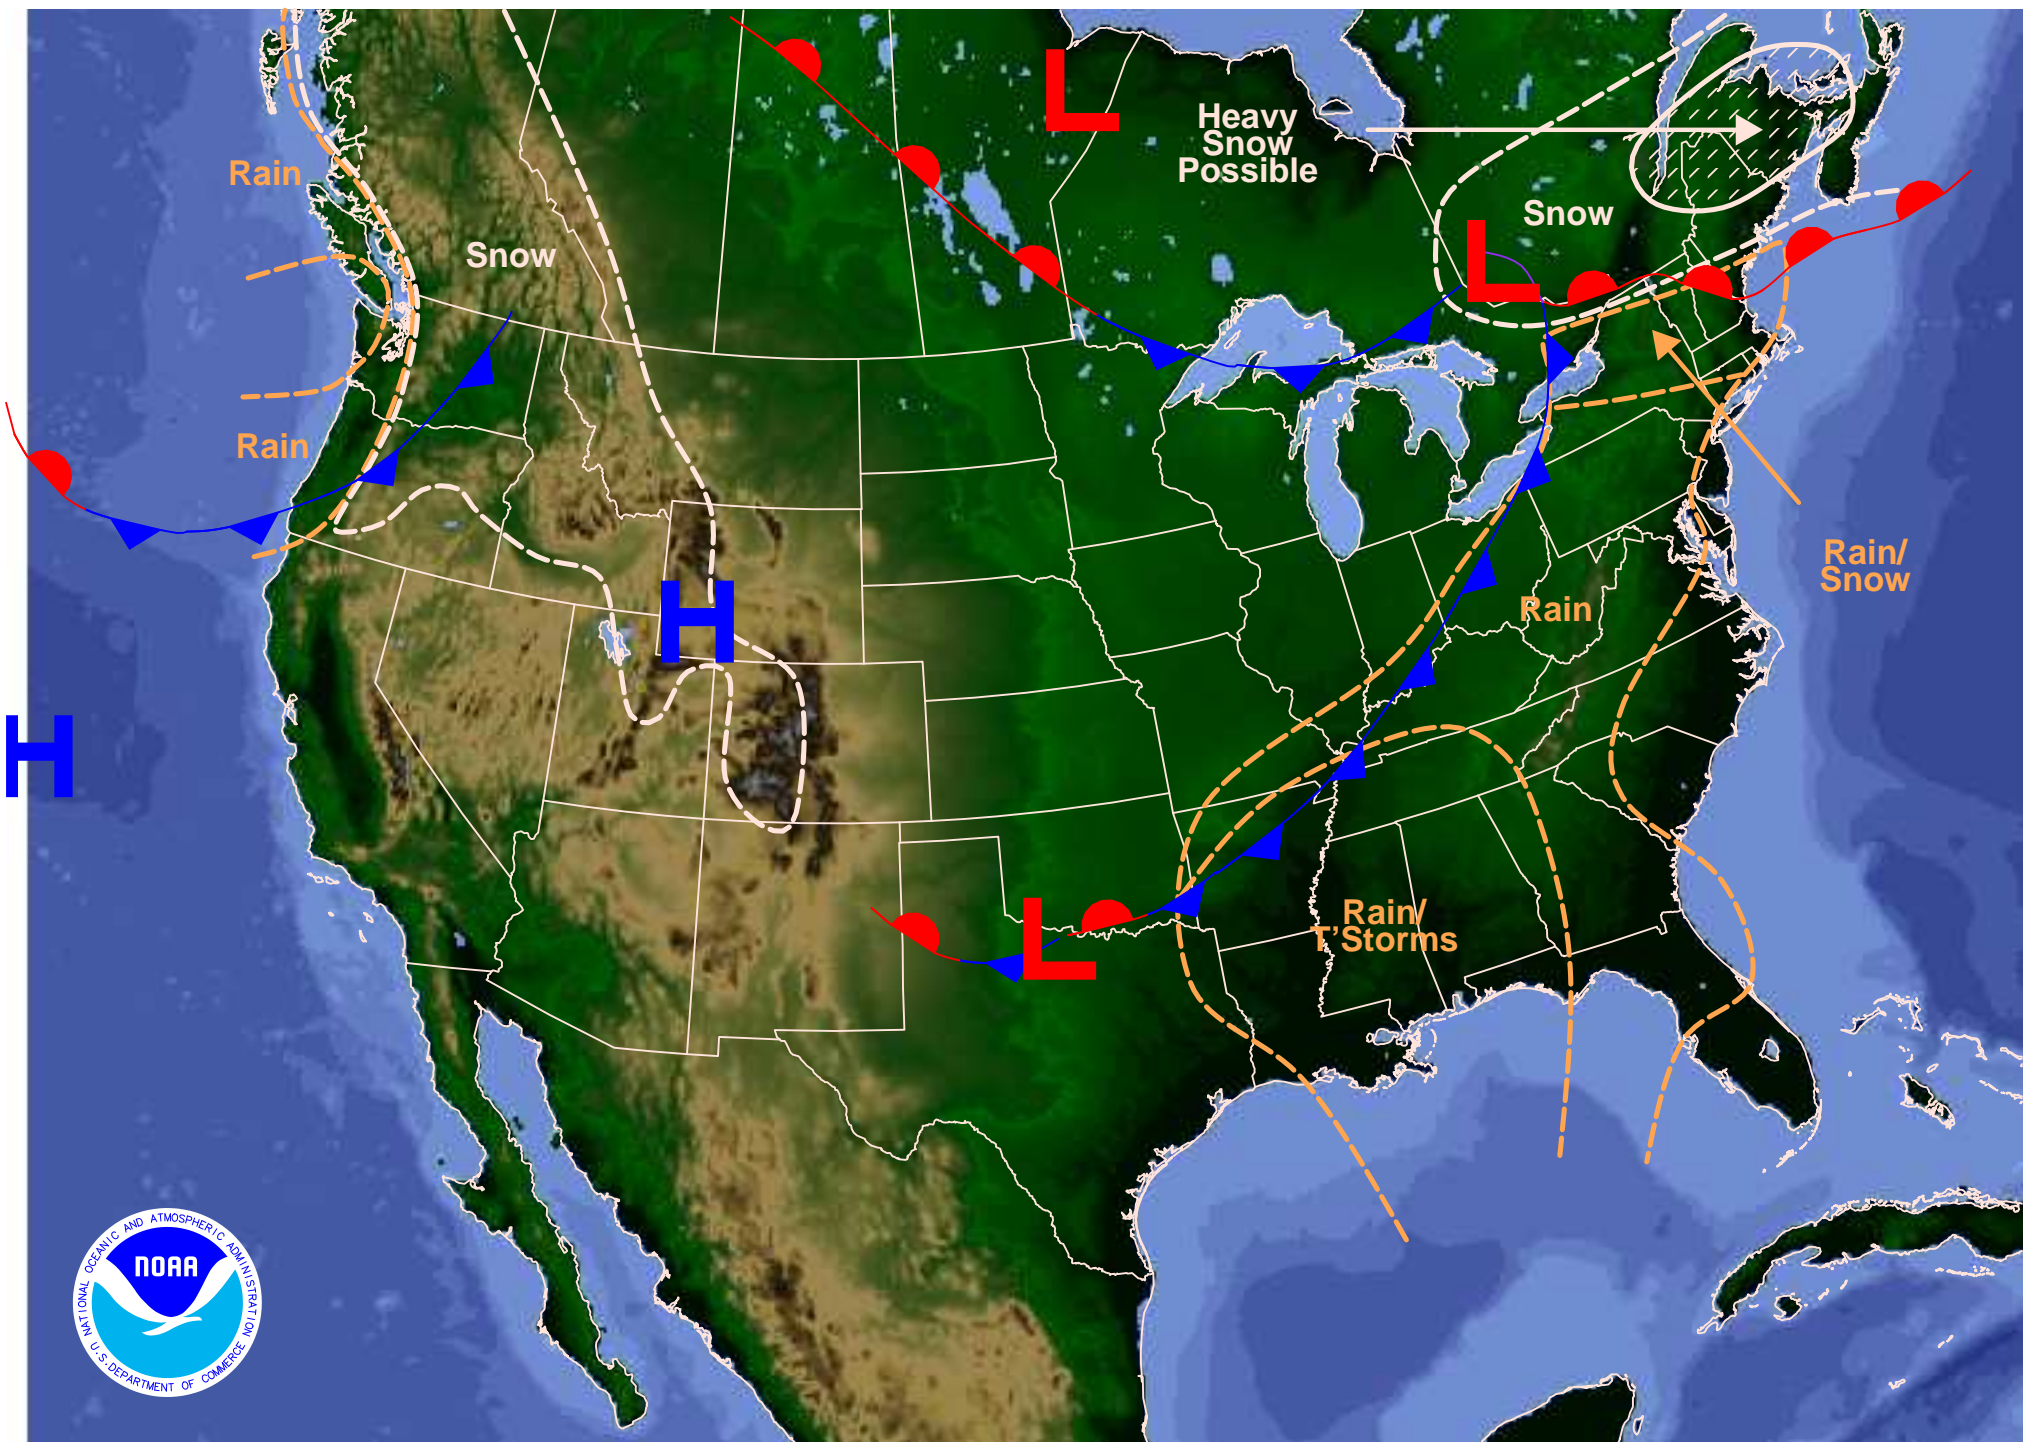 L
Heavy
Snow
Possible
Rain
Snow
Snow
L
Rain
Rain/
Snow
H
Rain
H
Rain/
T'Storms
L
NATIONAL OCEANIC AND ATMOSPHERIC ADMINISTRATION
NOAA
U.S. DEPARTMENT OF COMMERCE